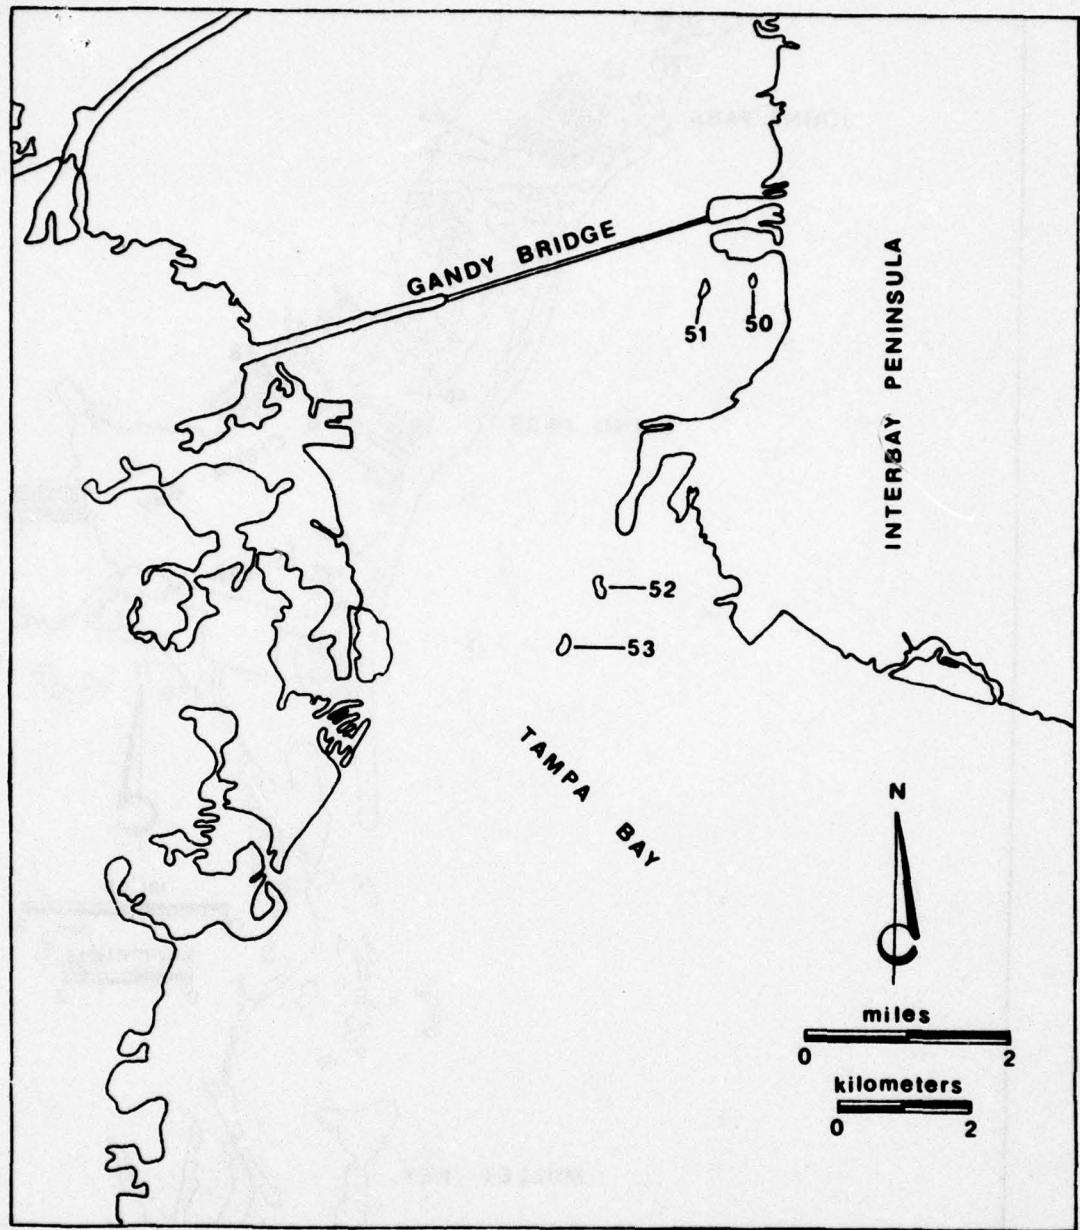 GANDY BRIDGE
51
50
INTERBAY PENINSULA
52
53
TAMPA BAY
N
miles
0 2
kilometers
0 2